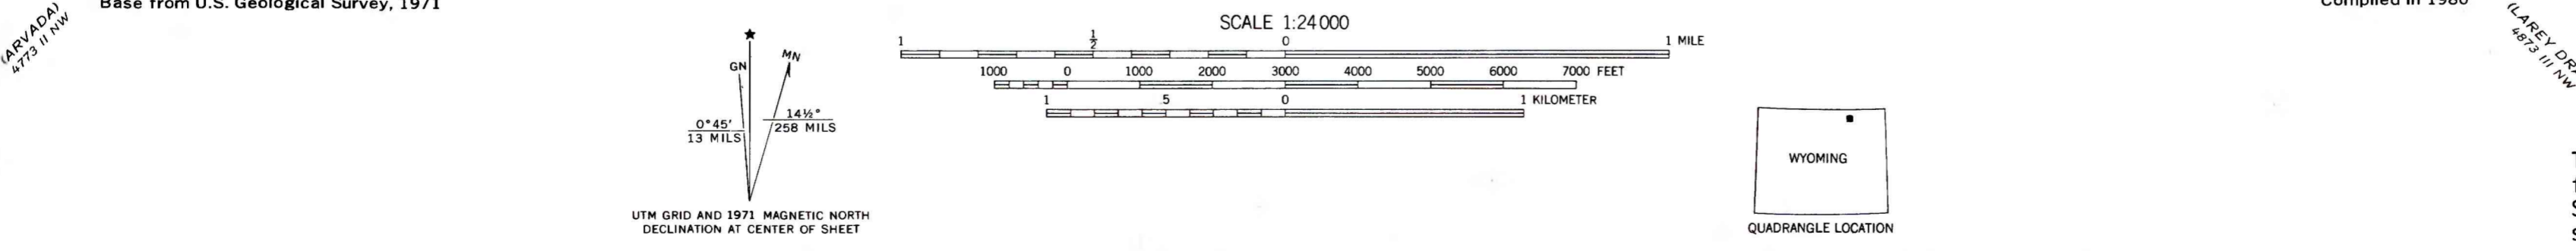 (ARVADA)
4773 II NW
Base from U.S. Geological Survey, 1971
★
GN
MN
0°45'
13 MILS
14½°
258 MILS
UTM GRID AND 1971 MAGNETIC NORTH
DECLINATION AT CENTER OF SHEET
SCALE 1:24 000
1 ½ 0 1 MILE
1000 0 1000 2000 3000 4000 5000 6000 7000 FEET
1 .5 0 1 KILOMETER
WYOMING
QUADRANGLE LOCATION
Compiled in 1980
(LAREY DR
4873 III NW